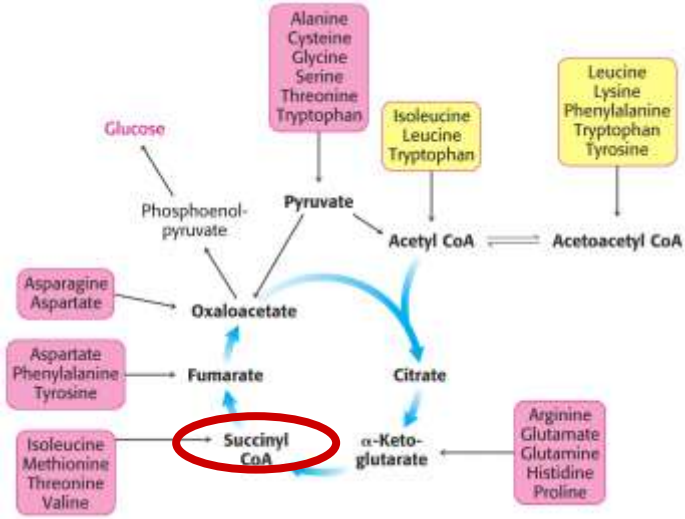 Alanine
Cysteine
Glycine
Serine
Threonine
Tryptophan
Isoleucine
Leucine
Tryptophan
Leucine
Lysine
Phenylalanine
Tryptophan
Tyrosine
Glucose
Phosphoenol-
pyruvate
Pyruvate
Acetyl CoA
Acetoacetyl CoA
Asparagine
Aspartate
Oxaloacetate
Aspartate
Phenylalanine
Tyrosine
Fumarate
Citrate
Isoleucine
Methionine
Threonine
Valine
Succinyl
CoA
α-Keto-
glutarate
Arginine
Glutamate
Glutamine
Histidine
Proline